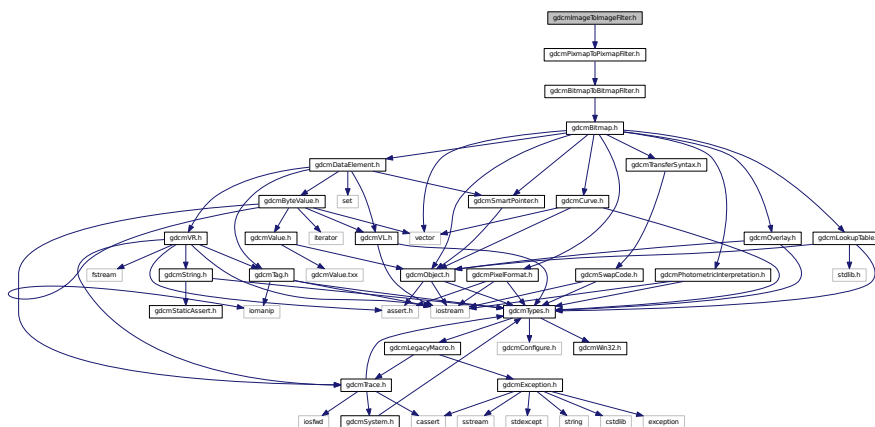 gdcmImageToImageFilter.h
gdcmPixmapToPixmapFilter.h
gdcmBitmapToBitmapFilter.h
gdcmBitmap.h
gdcmDataElement.h
gdcmTransferSyntax.h
gdcmByteValue.h
set
gdcmSmartPointer.h
gdcmCurve.h
gdcmVR.h
gdcmValue.h
iterator
gdcmVL.h
vector
gdcmOverlay.h
gdcmLookupTable.h
fstream
gdcmString.h
gdcmTag.h
gdcmValue.txx
gdcmObject.h
gdcmPixelFormat.h
gdcmSwapCode.h
gdcmPhotometricInterpretation.h
stdlib.h
gdcmStaticAssert.h
iomanip
assert.h
iostream
gdcmTypes.h
gdcmLegacyMacro.h
gdcmConfigure.h
gdcmWin32.h
gdcmTrace.h
gdcmException.h
iosfwd
gdcmSystem.h
cassert
sstream
stdexcept
string
cstdlib
exception